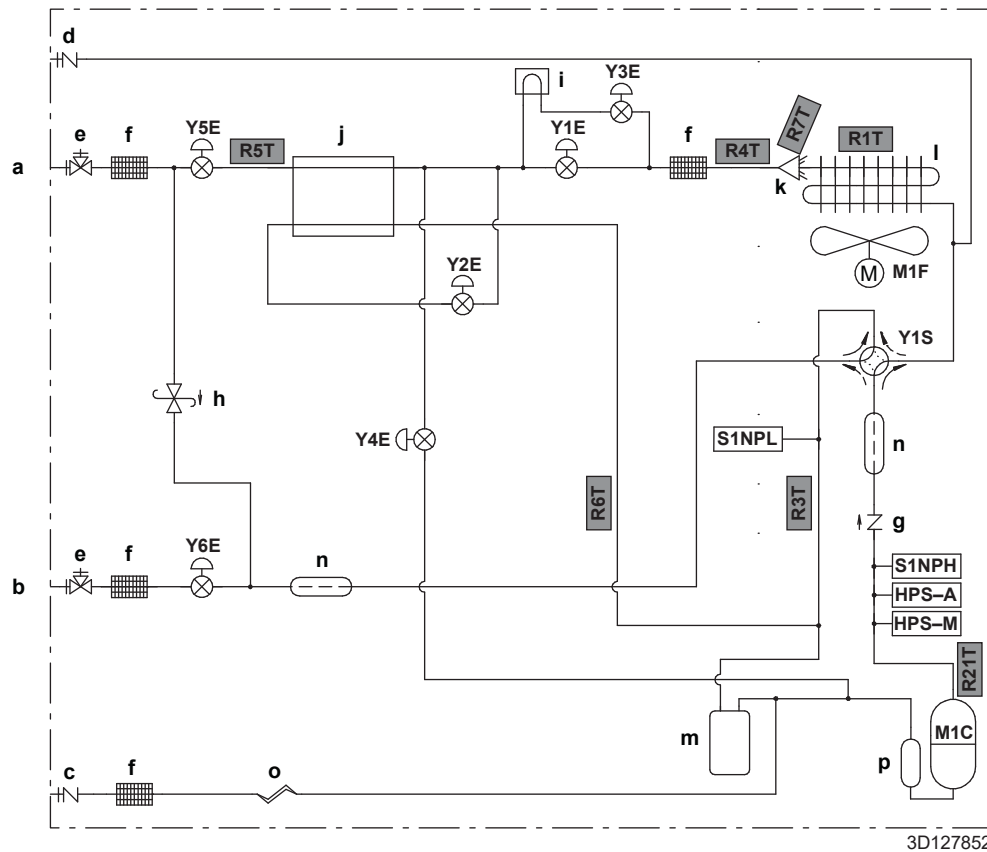 d
i
Y3E
e
f
Y5E
R5T
j
Y1E
f
R4T
R7T
R1T
l
a
k
Y2E
M
M1F
Y1S
h
Y4E
S1NPL
n
R6T
R3T
g
e
f
Y6E
n
S1NPH
b
HPS–A
HPS–M
R21T
m
M1C
p
c
f
o
3D127852